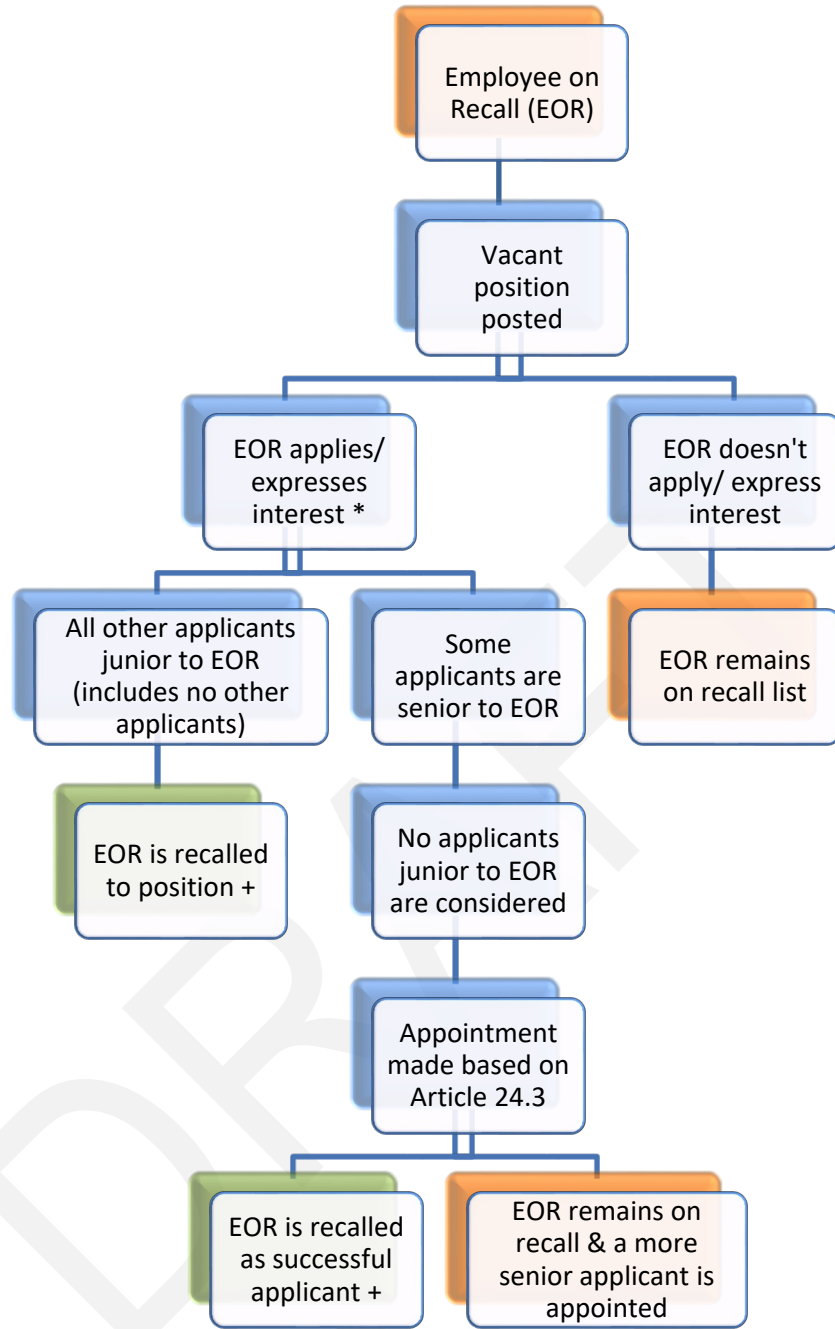 Employee on
Recall (EOR)
Vacant
position
posted
EOR applies/
expresses
interest *
EOR doesn't
apply/ express
interest
All other applicants
junior to EOR
(includes no other
applicants)
Some
applicants are
senior to EOR
EOR remains
on recall list
EOR is recalled
to position +
No applicants
junior to EOR
are considered
Appointment
made based on
Article 24.3
EOR is recalled
as successful
applicant +
EOR remains on
recall & a more
senior applicant is
appointed
DRAFT